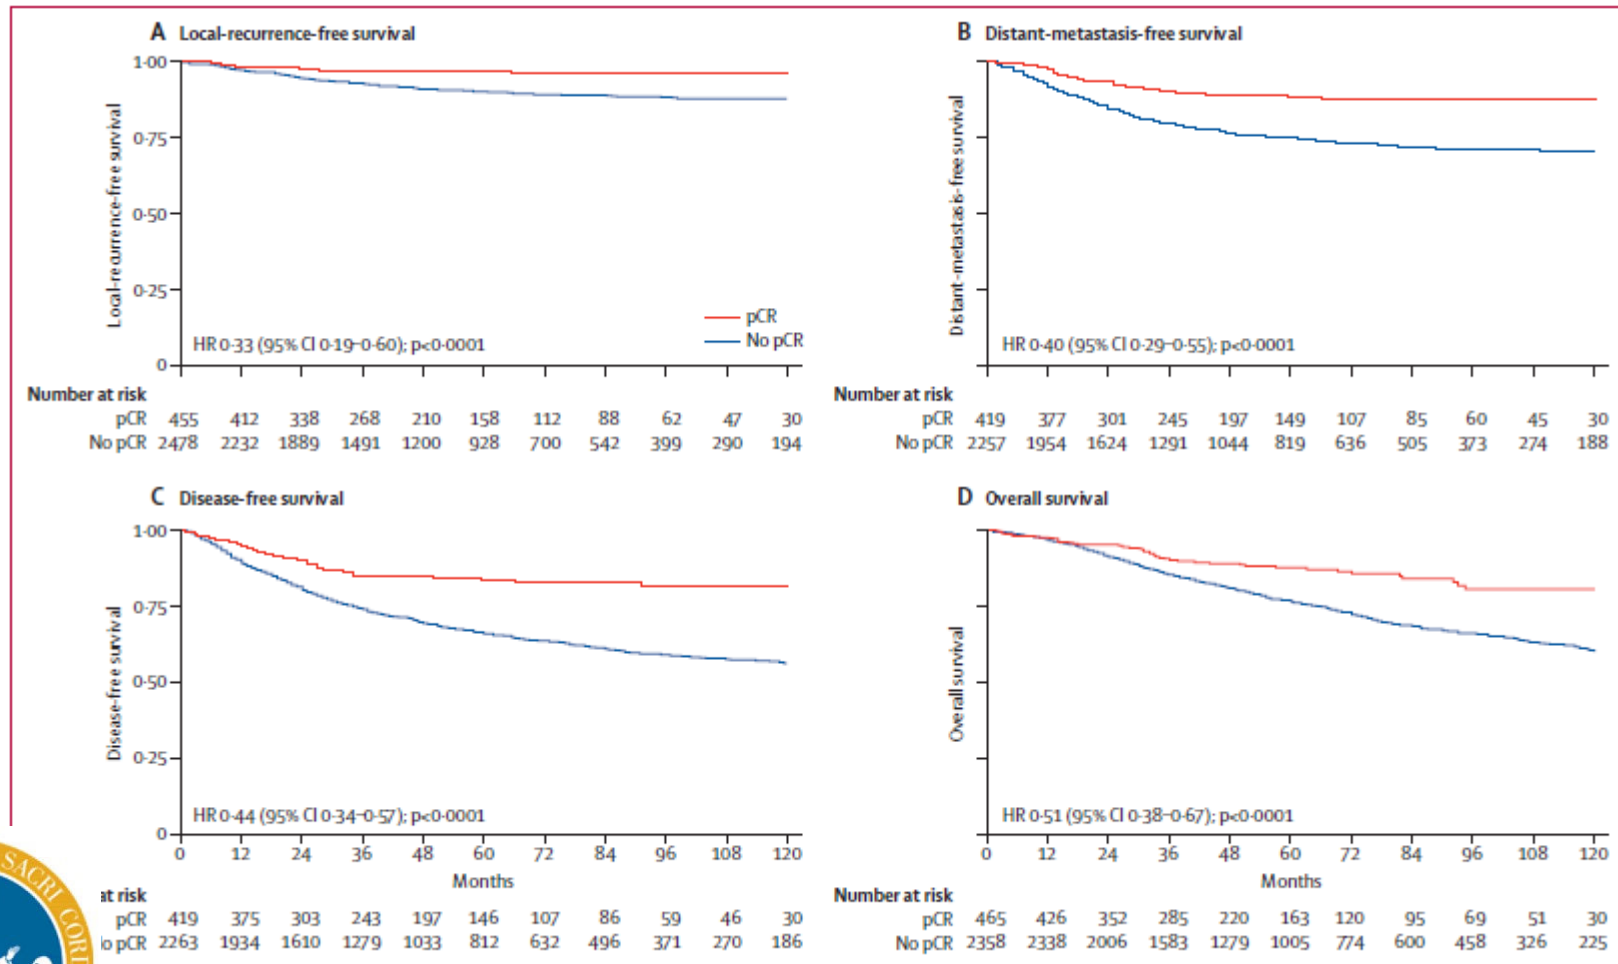 A Local-recurrence-free survival
1·00
0·75
0·50
0·25
0
Local-recurrence-free survival
HR 0·33 (95% CI 0·19–0·60); p<0·0001
pCR
No pCR
Number at risk
pCR 455 412 338 268 210 158 112 88 62 47 30
No pCR 2478 2232 1889 1491 1200 928 700 542 399 290 194
B Distant-metastasis-free survival
Distant-metastasis-free survival
HR 0·40 (95% CI 0·29–0·55); p<0·0001
Number at risk
pCR 419 377 301 245 197 149 107 85 60 45 30
No pCR 2257 1954 1624 1291 1044 819 636 505 373 274 188
C Disease-free survival
1·00
0·75
0·50
0·25
0
Disease-free survival
HR 0·44 (95% CI 0·34–0·57); p<0·0001
0 12 24 36 48 60 72 84 96 108 120
Months
at risk
pCR 419 375 303 243 197 146 107 86 59 46 30
o pCR 2263 1934 1610 1279 1033 812 632 496 371 270 186
D Overall survival
Overall survival
HR 0·51 (95% CI 0·38–0·67); p<0·0001
0 12 24 36 48 60 72 84 96 108 120
Months
Number at risk
pCR 465 426 352 285 220 163 120 95 69 51 30
No pCR 2358 2338 2006 1583 1279 1005 774 600 458 326 225
SACRI CORD